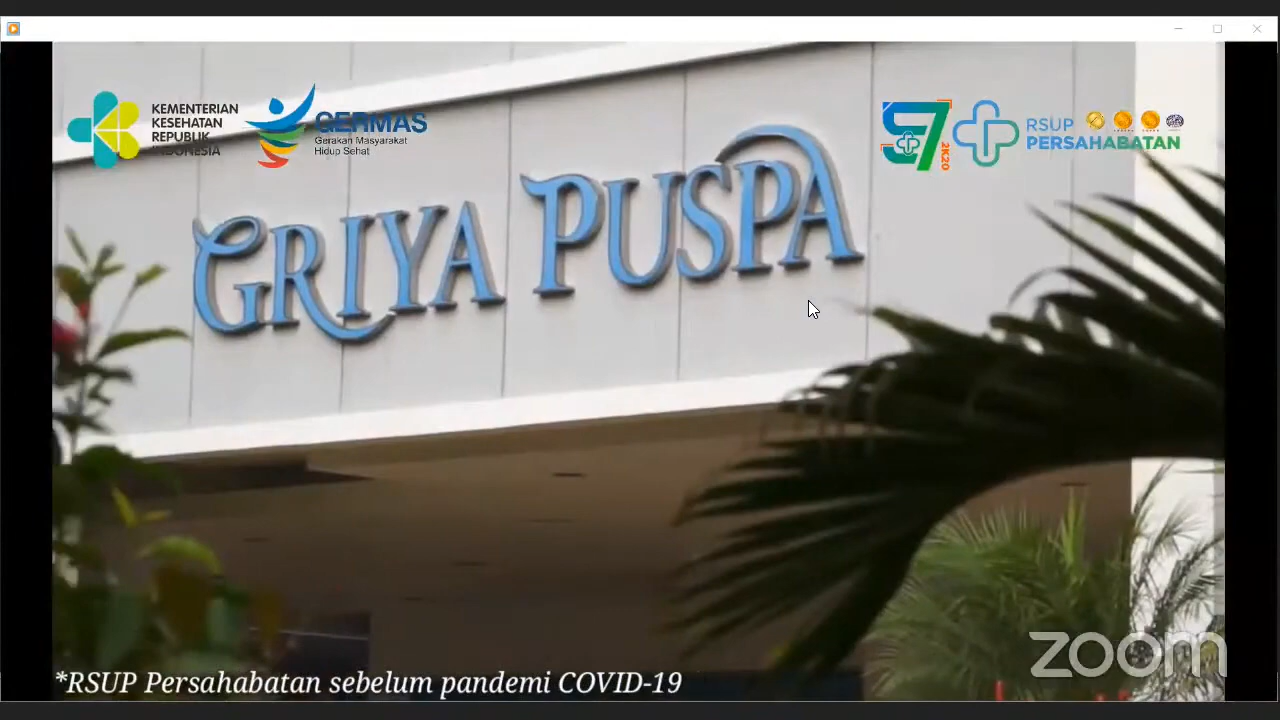 KEMENTERIAN
KESEHATAN
REPUBLIK
INDONESIA
GERMAS
Gerakan Masyarakat
Hidup Sehat
57
2K20
RSUP
PERSAHABATAN
GRIYA PUSPA
zoom
*RSUP Persahabatan sebelum pandemi COVID-19